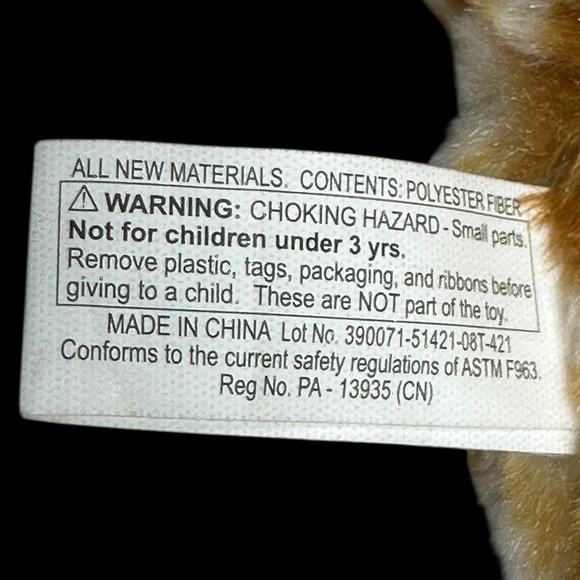 ALL NEW MATERIALS. CONTENTS: POLYESTER FIBER
⚠ WARNING: CHOKING HAZARD - Small parts.
Not for children under 3 yrs.
Remove plastic, tags, packaging, and ribbons before
giving to a child. These are NOT part of the toy.
MADE IN CHINA Lot No. 390071-51421-08T-421
Conforms to the current safety regulations of ASTM F963.
Reg No. PA - 13935 (CN)